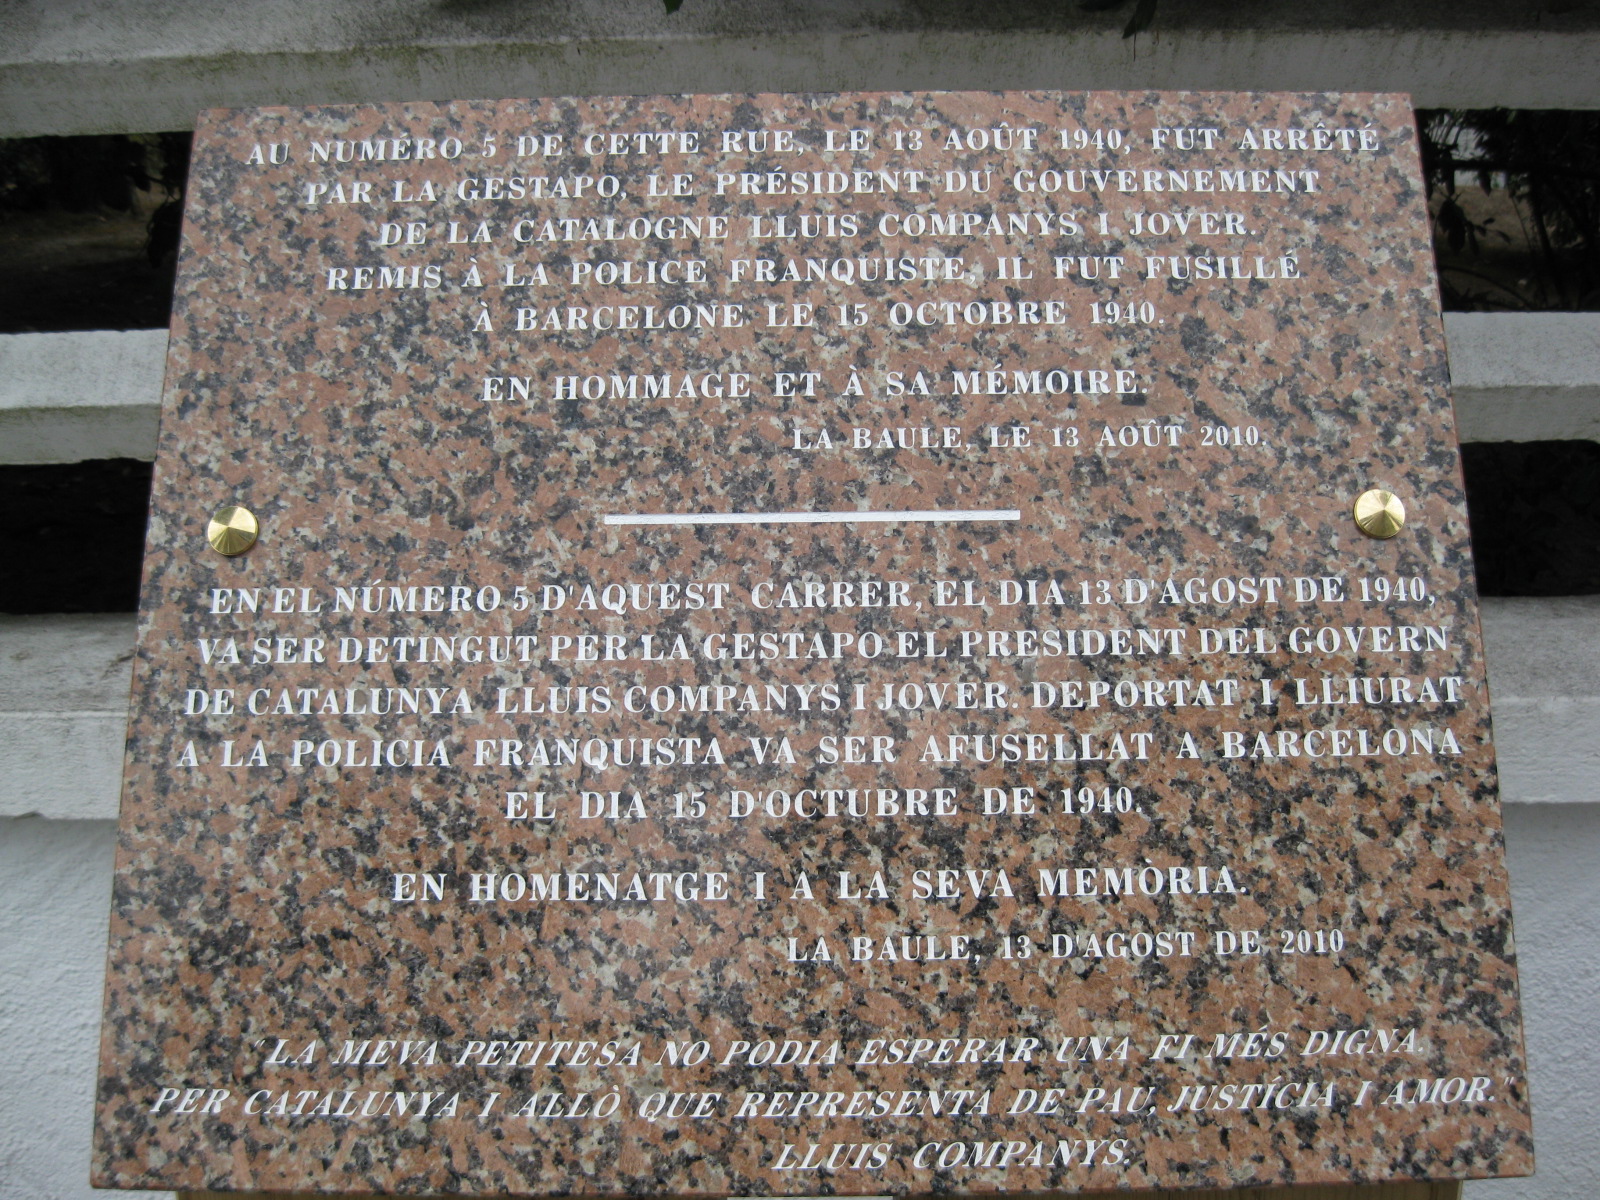 AU NUMÉRO 5 DE CETTE RUE, LE 13 AOÛT 1940, FUT ARRÊTÉ
PAR LA GESTAPO, LE PRÉSIDENT DU GOUVERNEMENT
DE LA CATALOGNE LLUIS COMPANYS I JOVER.
REMIS À LA POLICE FRANQUISTE, IL FUT FUSILLÉ
À BARCELONE LE 15 OCTOBRE 1940.
EN HOMMAGE ET À SA MÉMOIRE.
LA BAULE, LE 13 AOÛT 2010.
EN EL NÚMERO 5 D'AQUEST CARRER, EL DIA 13 D'AGOST DE 1940,
VA SER DETINGUT PER LA GESTAPO EL PRESIDENT DEL GOVERN
DE CATALUNYA LLUIS COMPANYS I JOVER. DEPORTAT I LLIURAT
A LA POLICIA FRANQUISTA VA SER AFUSELLAT A BARCELONA
EL DIA 15 D'OCTUBRE DE 1940.
EN HOMENATGE I A LA SEVA MEMÒRIA.
LA BAULE, 13 D'AGOST DE 2010
"LA MEVA PETITESA NO PODIA ESPERAR UNA FI MÉS DIGNA.
PER CATALUNYA I ALLÒ QUE REPRESENTA DE PAU, JUSTÍCIA I AMOR."
LLUIS COMPANYS.